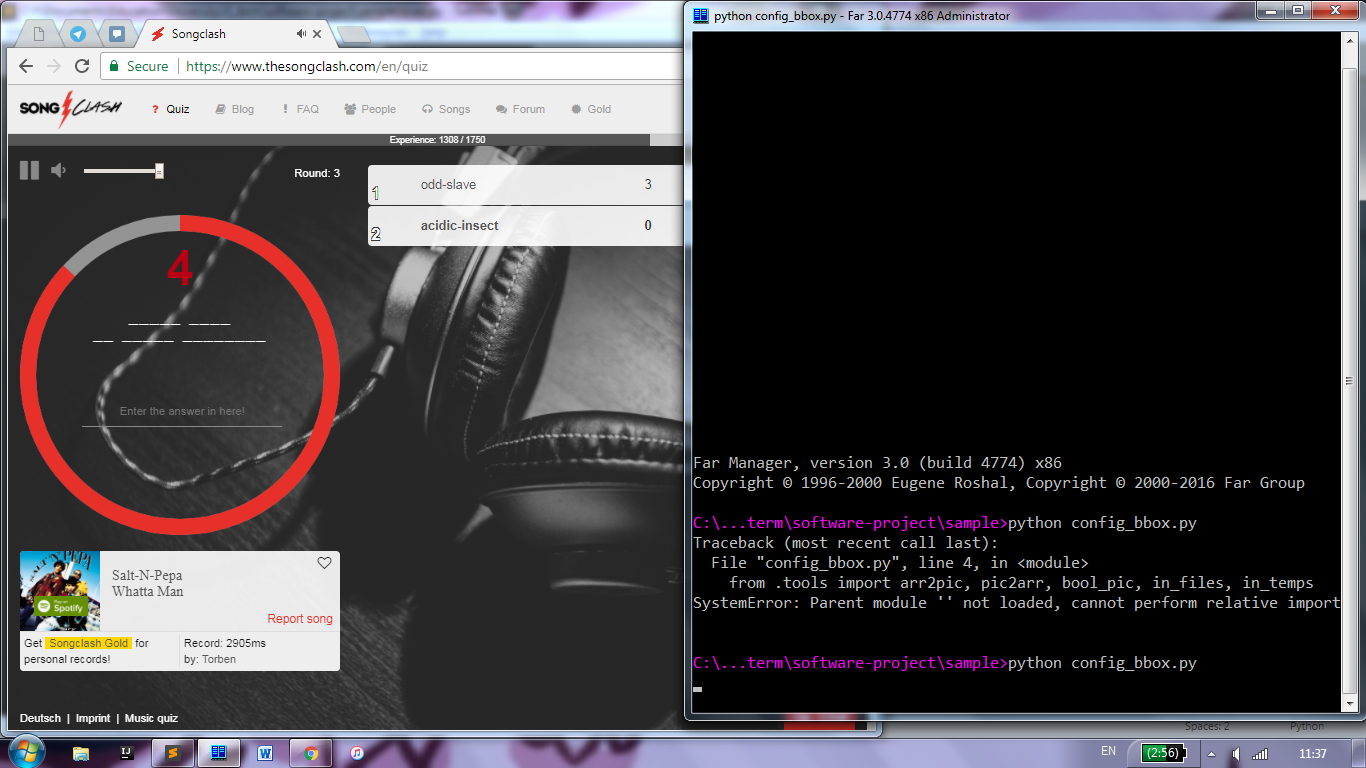 Songclash
Secure
https://www.thesongclash.com/en/quiz
SONG CLASH
? Quiz
Blog
! FAQ
People
Songs
Forum
Gold
Experience: 1308 / 1750
Round: 3
1 odd-slave 3
2 acidic-insect 0
4
_____ ____
__ _____ ________
Enter the answer in here!
SALT-N-PEPA
Spotify
Salt-N-Pepa
Whatta Man
Report song
Get Songclash Gold for
personal records!
Record: 2905ms
by: Torben
Deutsch | Imprint | Music quiz
python config_bbox.py - Far 3.0.4774 x86 Administrator
Far Manager, version 3.0 (build 4774) x86
Copyright © 1996-2000 Eugene Roshal, Copyright © 2000-2016 Far Group
C:\...term\software-project\sample>python config_bbox.py
Traceback (most recent call last):
File "config_bbox.py", line 4, in <module>
from .tools import arr2pic, pic2arr, bool_pic, in_files, in_temps
SystemError: Parent module '' not loaded, cannot perform relative import
C:\...term\software-project\sample>python config_bbox.py
Spaces: 2
Python
IJ
W
EN
(2:56)
11:37